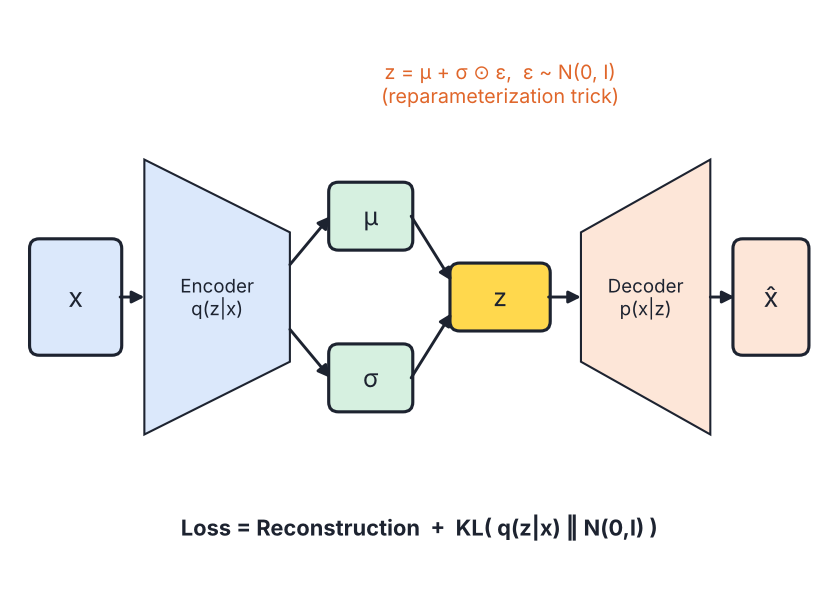 z = μ + σ ⊙ ε,  ε ~ N(0, I)
(reparameterization trick)
x
Encoder
q(z|x)
μ
σ
z
Decoder
p(x|z)
x̂
Loss = Reconstruction  +  KL( q(z|x) ‖ N(0,I) )